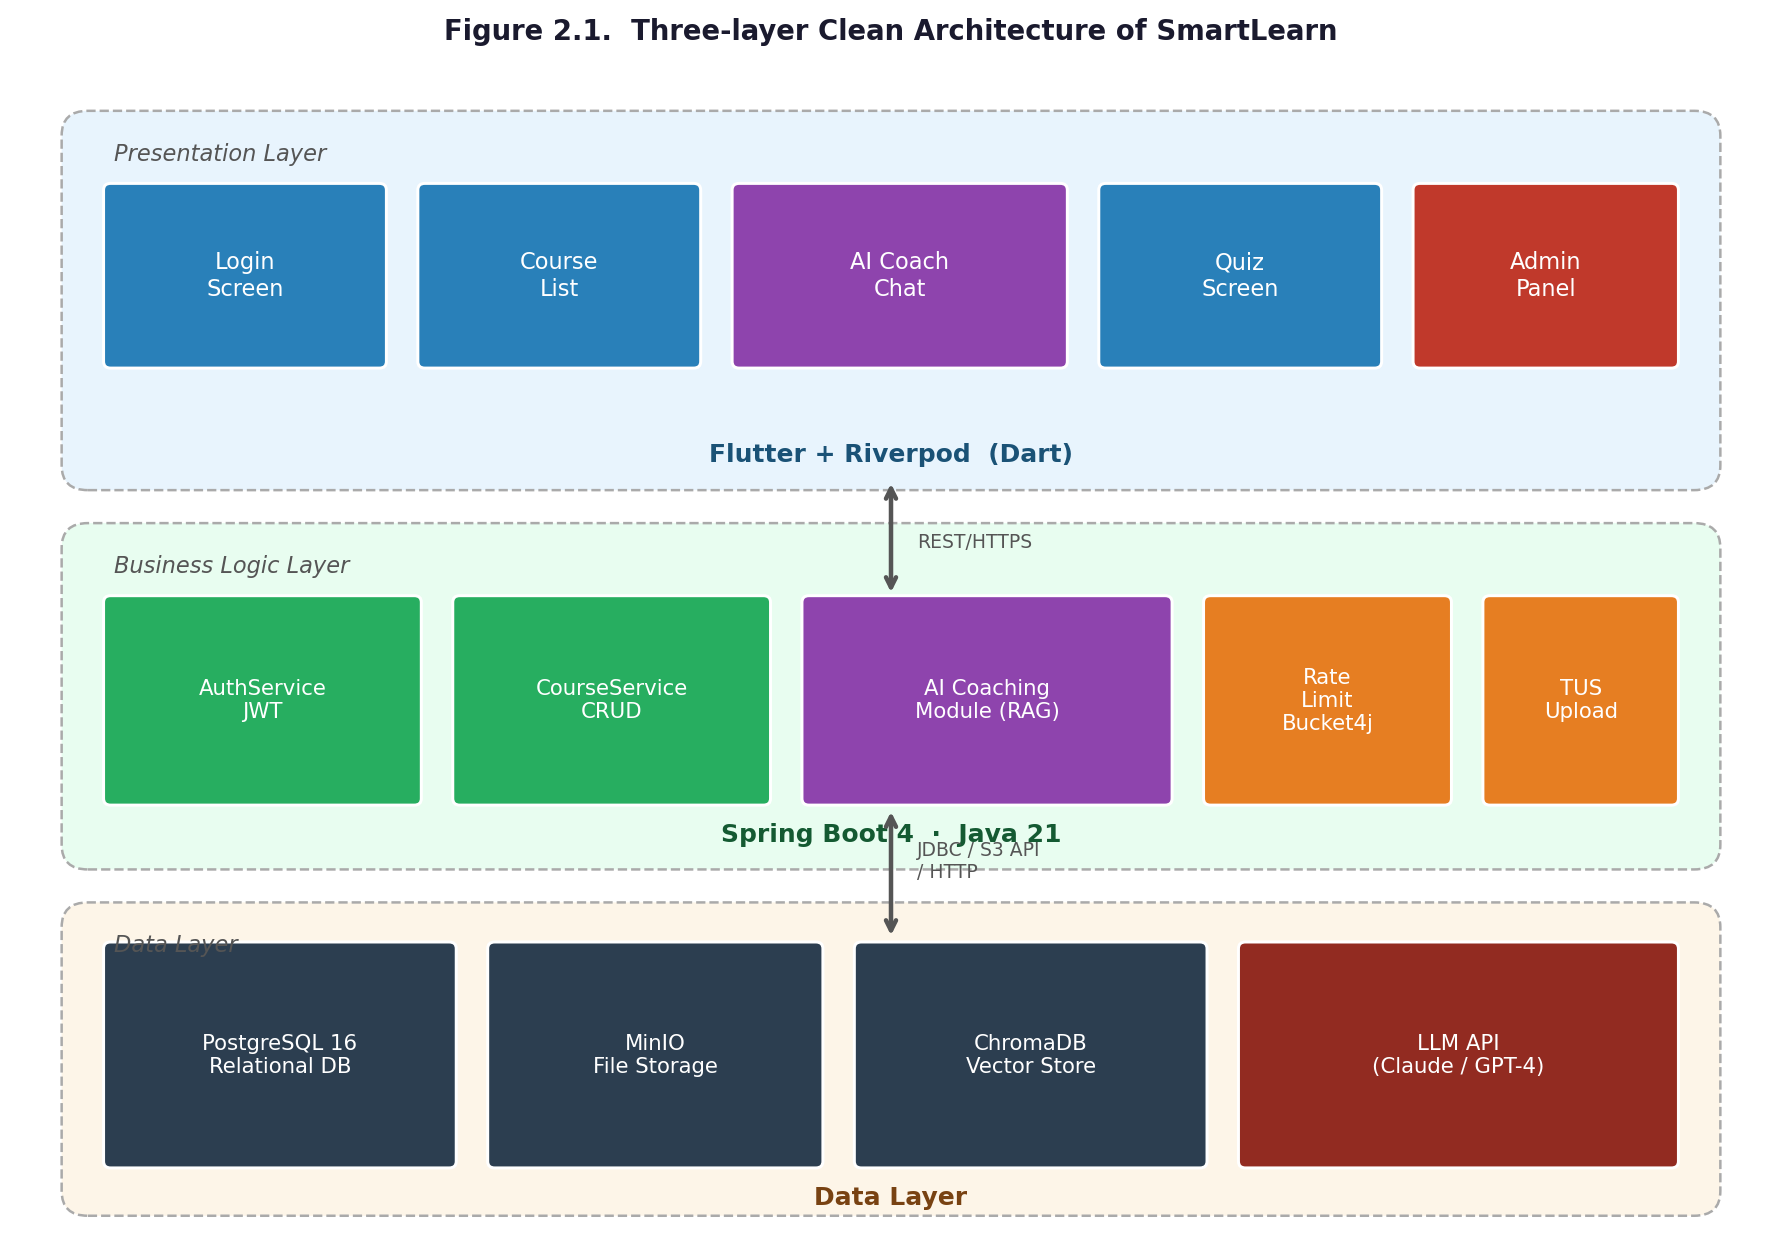 Figure 2.1.  Three-layer Clean Architecture of SmartLearn
Presentation Layer
Login
Screen
Course
List
AI Coach
Chat
Quiz
Screen
Admin
Panel
Flutter + Riverpod  (Dart)
REST/HTTPS
Business Logic Layer
AuthService
JWT
CourseService
CRUD
AI Coaching
Module (RAG)
Rate
Limit
Bucket4j
TUS
Upload
Spring Boot 4  ·  Java 21
JDBC / S3 API
/ HTTP
Data Layer
PostgreSQL 16
Relational DB
MinIO
File Storage
ChromaDB
Vector Store
LLM API
(Claude / GPT-4)
Data Layer